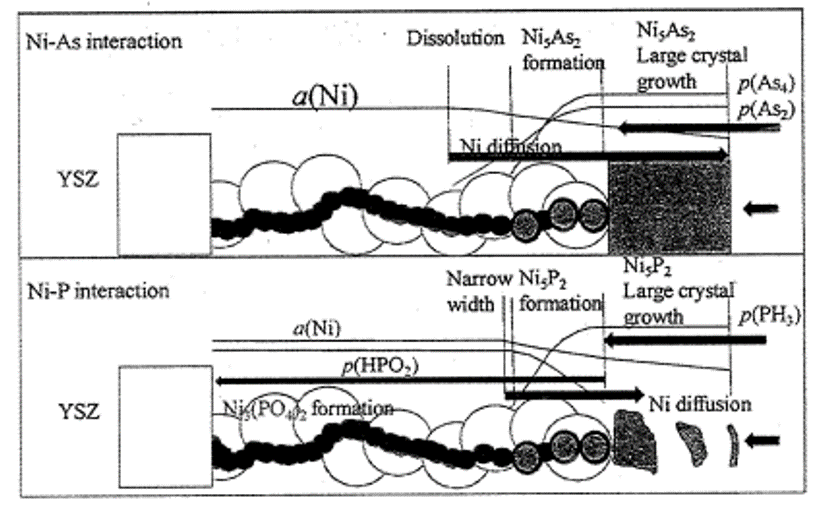 Ni-As interaction
Dissolution
Ni₅As₂
formation
Ni₅As₂
Large crystal
growth
p(As₄)
p(As₂)
a(Ni)
Ni diffusion
YSZ
Ni-P interaction
Narrow
width
Ni₅P₂
formation
Ni₅P₂
Large crystal
growth
p(PH₃)
a(Ni)
p(HPO₂)
YSZ
Ni₃(PO₄)₂ formation
Ni diffusion